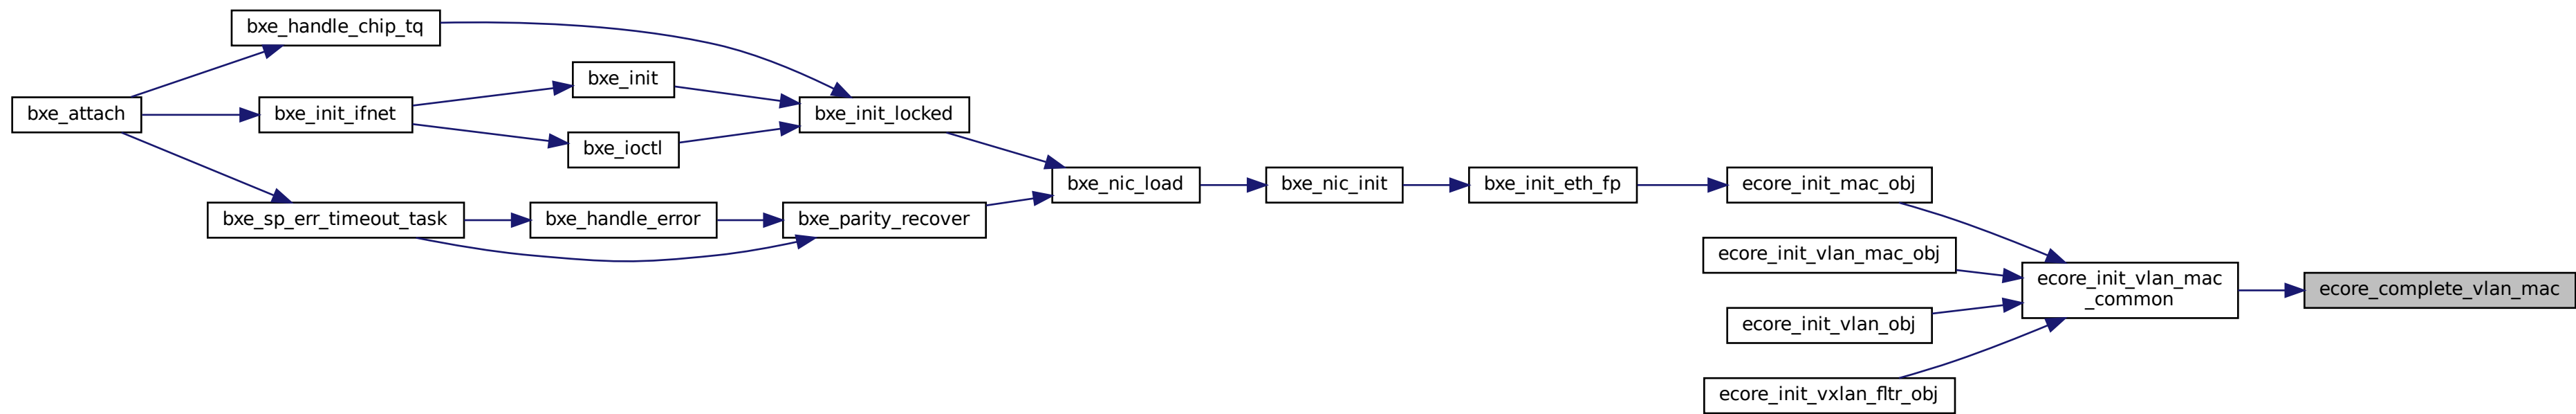 bxe_handle_chip_tq
bxe_init
bxe_attach
bxe_init_ifnet
bxe_init_locked
bxe_ioctl
bxe_nic_load
bxe_nic_init
bxe_init_eth_fp
ecore_init_mac_obj
bxe_sp_err_timeout_task
bxe_handle_error
bxe_parity_recover
ecore_init_vlan_mac_obj
ecore_init_vlan_mac
_common
ecore_complete_vlan_mac
ecore_init_vlan_obj
ecore_init_vxlan_fltr_obj